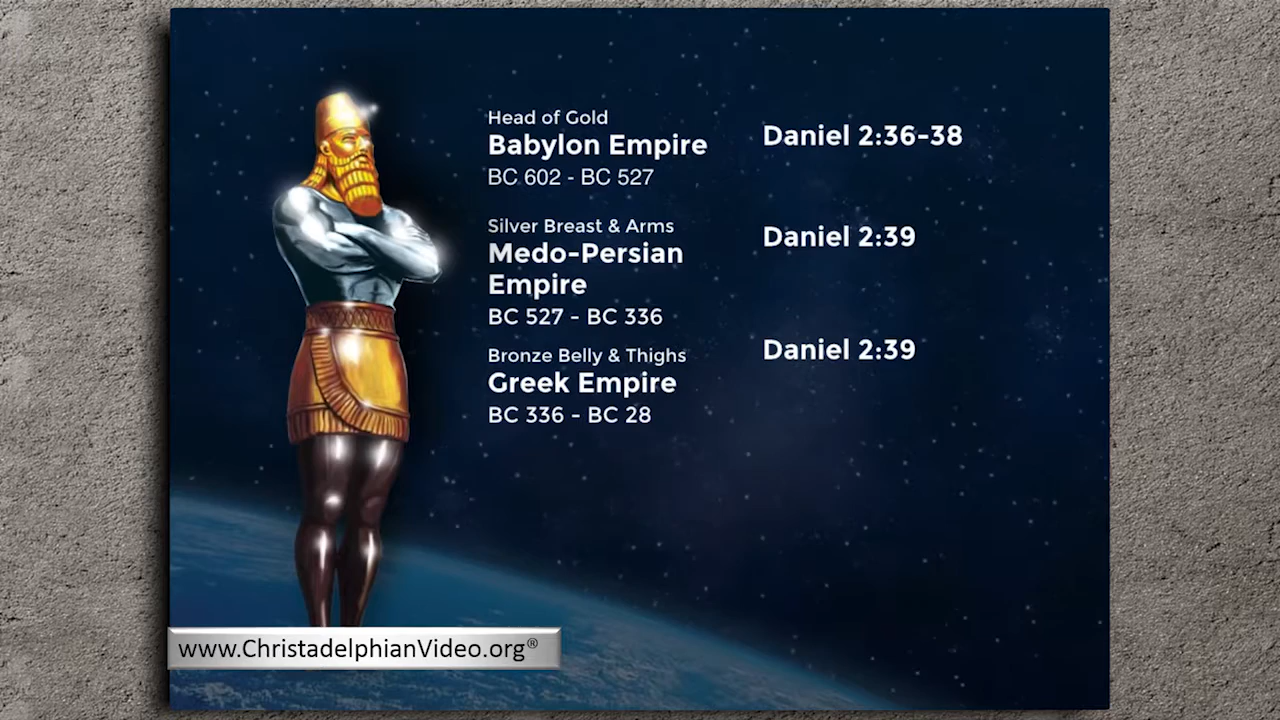 Head of Gold
Babylon Empire
BC 602 - BC 527
Daniel 2:36-38
Silver Breast & Arms
Medo-Persian
Empire
BC 527 - BC 336
Daniel 2:39
Bronze Belly & Thighs
Greek Empire
BC 336 - BC 28
Daniel 2:39
www.ChristadelphianVideo.org®